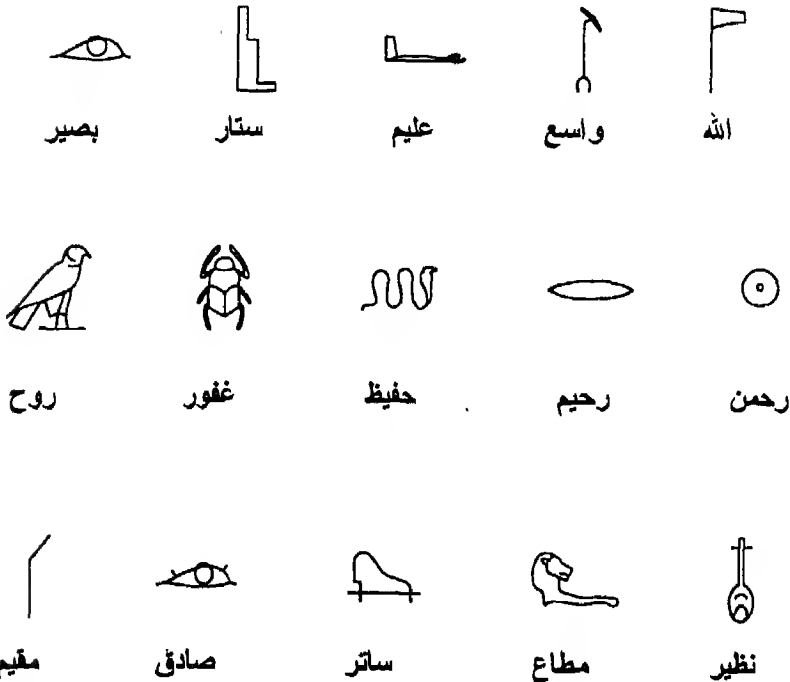 الله واسع عليم ستار بصير
رحمن رحيم حفيظ غفور روح
نظير مطاع ساتر صادق مقيم